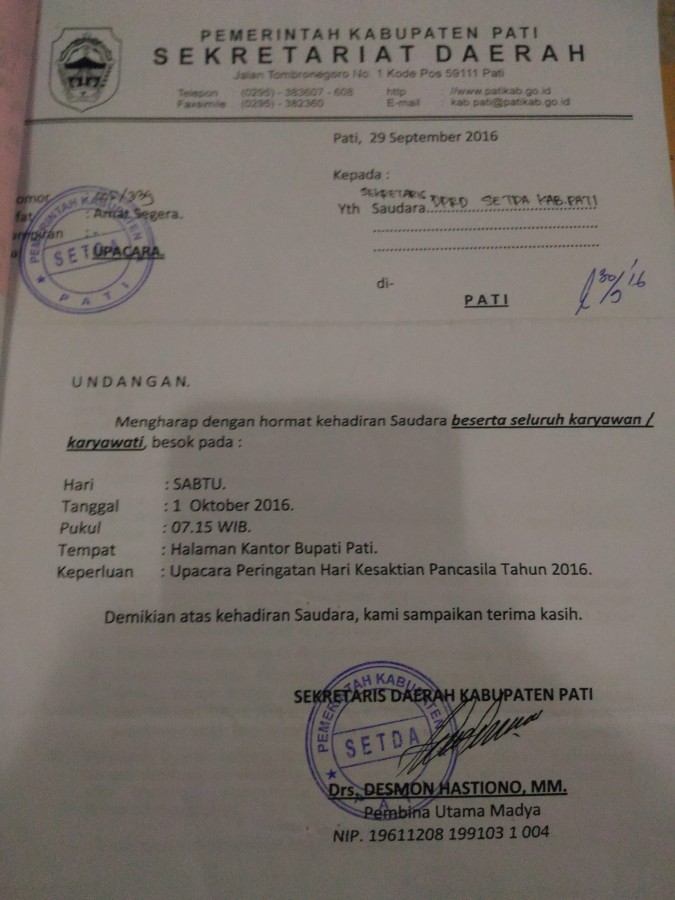 PEMERINTAH KABUPATEN PATI
SEKRETARIAT DAERAH
Jalan Tombronegoro No. 1 Kode Pos 59111 Pati
Telepon (0295) - 383607 - 608 http : //www.patikab.go.id
Faxsimile (0295) - 382360 E-mail : kab.pati@patikab.go.id
Pati, 29 September 2016
Kepada :
SEKRETARIS
Yth Saudara. DPRD SETDA KAB.PATI
omor : /339
fat : Amat Segera.
ampiran : -
: UPACARA.
PEMERINTAH KABUPATEN
SETDA
PATI
di-
PATI
30/9 '16
UNDANGAN.
Mengharap dengan hormat kehadiran Saudara beserta seluruh karyawan /
karyawati, besok pada :
Hari : SABTU.
Tanggal : 1 Oktober 2016.
Pukul : 07.15 WIB.
Tempat : Halaman Kantor Bupati Pati.
Keperluan : Upacara Peringatan Hari Kesaktian Pancasila Tahun 2016.
Demikian atas kehadiran Saudara, kami sampaikan terima kasih.
SEKRETARIS DAERAH KABUPATEN PATI
PEMERINTAH KABUPATEN
SETDA
PATI
Drs. DESMON HASTIONO, MM.
Pembina Utama Madya
NIP. 19611208 199103 1 004